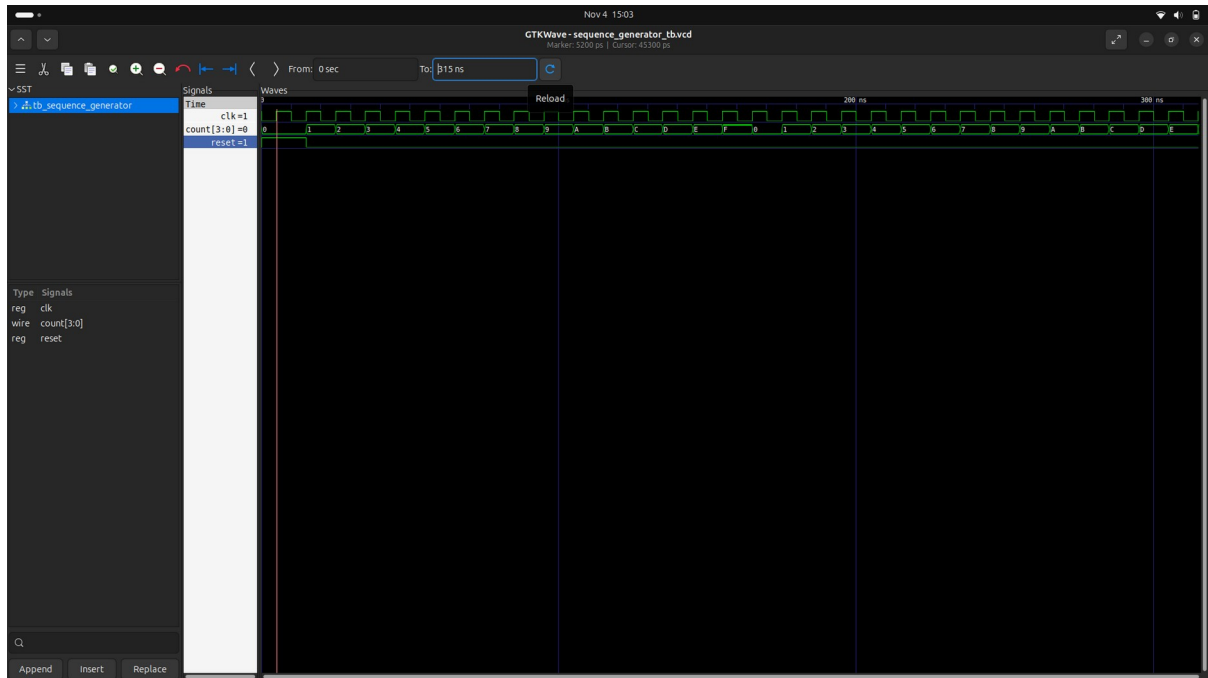 Nov 4 15:03
GTKWave - sequence_generator_tb.vcd
Marker: 5200 ps | Cursor: 45300 ps
From: 0 sec To: 315 ns
Reload
SST
tb_sequence_generator
Type Signals
reg clk
wire count[3:0]
reg reset
Append Insert Replace
Signals
Time
clk=1
count[3:0]=0
reset=1
Waves
200 ns 300 ns
0 1 2 3 4 5 6 7 8 9 A B C D E F 0 1 2 3 4 5 6 7 8 9 A B C D E